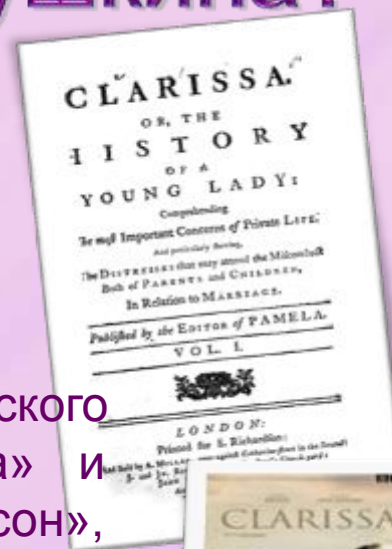 CLARISSA.
OR, THE
HISTORY
OF A
YOUNG LADY:
Comprehending
The most Important Concerns of Private LIFE.
And particularly shewing,
The DISTRESSES that may attend the Misconduct
Both of PARENTS and CHILDREN,
In Relation to MARRIAGE.
Published by the EDITOR of PAMELA.
VOL. I.
LONDON:
Printed for S. Richardson:
ского
а» и
сон»,
CLARISSA